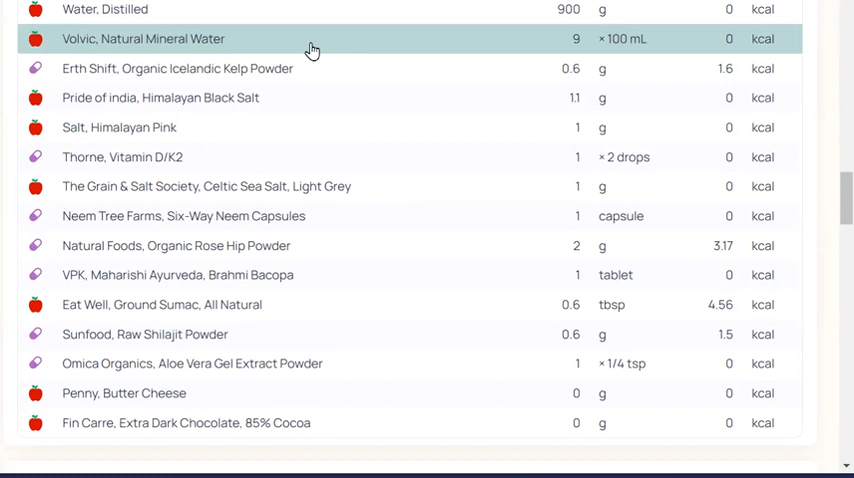 Water, Distilled 900 g 0 kcal
Volvic, Natural Mineral Water 9 × 100 mL 0 kcal
Erth Shift, Organic Icelandic Kelp Powder 0.6 g 1.6 kcal
Pride of india, Himalayan Black Salt 1.1 g 0 kcal
Salt, Himalayan Pink 1 g 0 kcal
Thorne, Vitamin D/K2 1 × 2 drops 0 kcal
The Grain & Salt Society, Celtic Sea Salt, Light Grey 1 g 0 kcal
Neem Tree Farms, Six-Way Neem Capsules 1 capsule 0 kcal
Natural Foods, Organic Rose Hip Powder 2 g 3.17 kcal
VPK, Maharishi Ayurveda, Brahmi Bacopa 1 tablet 0 kcal
Eat Well, Ground Sumac, All Natural 0.6 tbsp 4.56 kcal
Sunfood, Raw Shilajit Powder 0.6 g 1.5 kcal
Omica Organics, Aloe Vera Gel Extract Powder 1 × 1/4 tsp 0 kcal
Penny, Butter Cheese 0 g 0 kcal
Fin Carre, Extra Dark Chocolate, 85% Cocoa 0 g 0 kcal